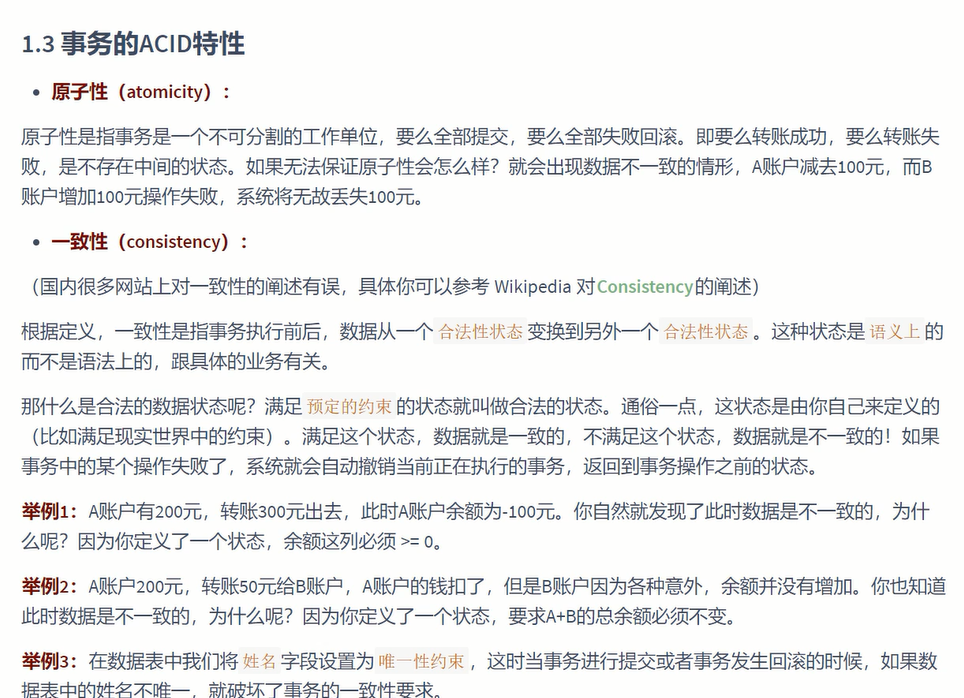 1.3 事务的ACID特性
• 原子性（atomicity）：
原子性是指事务是一个不可分割的工作单位，要么全部提交，要么全部失败回滚。即要么转账成功，要么转账失
败，是不存在中间的状态。如果无法保证原子性会怎么样？就会出现数据不一致的情形，A账户减去100元，而B
账户增加100元操作失败，系统将无故丢失100元。
• 一致性（consistency）：
（国内很多网站上对一致性的阐述有误，具体你可以参考 Wikipedia 对Consistency的阐述）
根据定义，一致性是指事务执行前后，数据从一个 合法性状态 变换到另外一个 合法性状态 。这种状态是 语义上 的
而不是语法上的，跟具体的业务有关。
那什么是合法的数据状态呢？满足 预定的约束 的状态就叫做合法的状态。通俗一点，这状态是由你自己来定义的
（比如满足现实世界中的约束）。满足这个状态，数据就是一致的，不满足这个状态，数据就是不一致的！如果
事务中的某个操作失败了，系统就会自动撤销当前正在执行的事务，返回到事务操作之前的状态。
举例1：A账户有200元，转账300元出去，此时A账户余额为-100元。你自然就发现了此时数据是不一致的，为什
么呢？因为你定义了一个状态，余额这列必须 >= 0。
举例2：A账户200元，转账50元给B账户，A账户的钱扣了，但是B账户因为各种意外，余额并没有增加。你也知道
此时数据是不一致的，为什么呢？因为你定义了一个状态，要求A+B的总余额必须不变。
举例3：在数据表中我们将 姓名 字段设置为 唯一性约束 ，这时当事务进行提交或者事务发生回滚的时候，如果数
据表中的姓名不唯一，就破坏了事务的一致性要求。